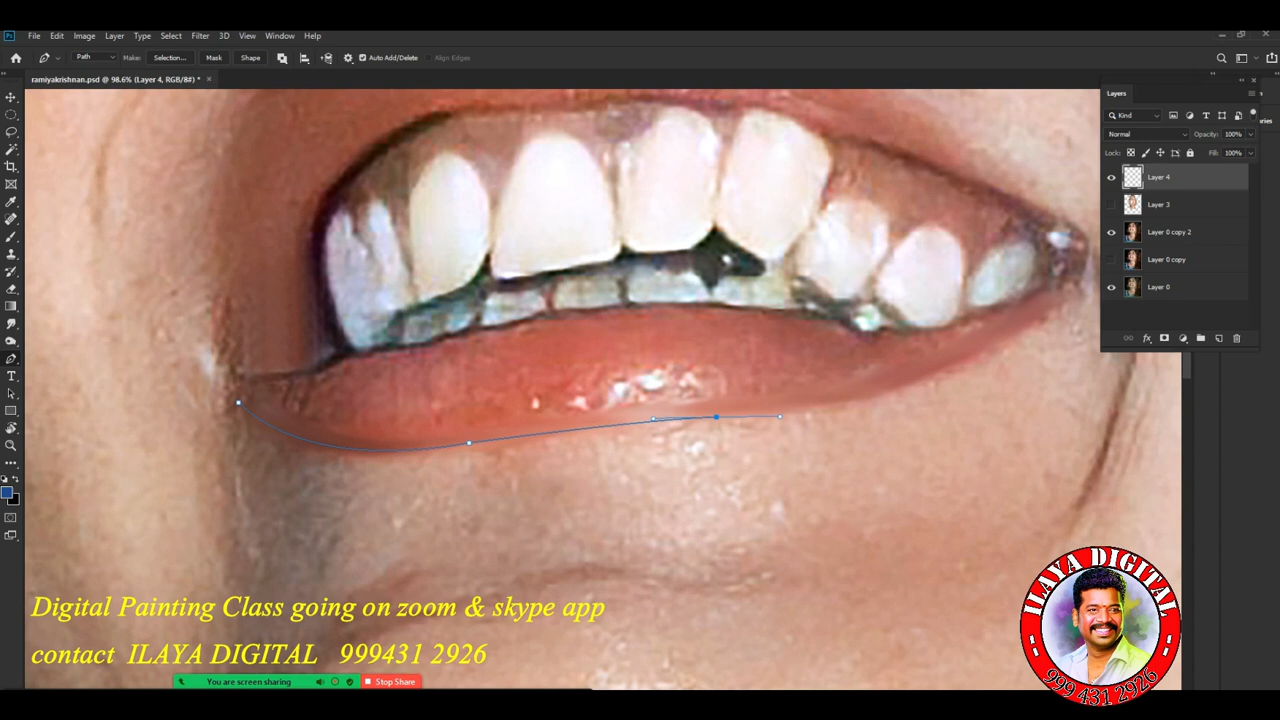 Ps File Edit Image Layer Type Select Filter 3D View Window Help
Path Make: Selection... Mask Shape Auto Add/Delete Align Edges
ramiyakrishnan.psd @ 98.6% (Layer 4, RGB/8#) * ×
Layers
Kind
Normal Opacity: 100%
Lock: Fill: 100%
Layer 4
Layer 3
Layer 0 copy 2
Layer 0 copy
Layer 0
fx
Digital Painting Class going on zoom & skype app
contact ILAYA DIGITAL 999431 2926
You are screen sharing Stop Share
ILAYA DIGITAL
999 431 2926